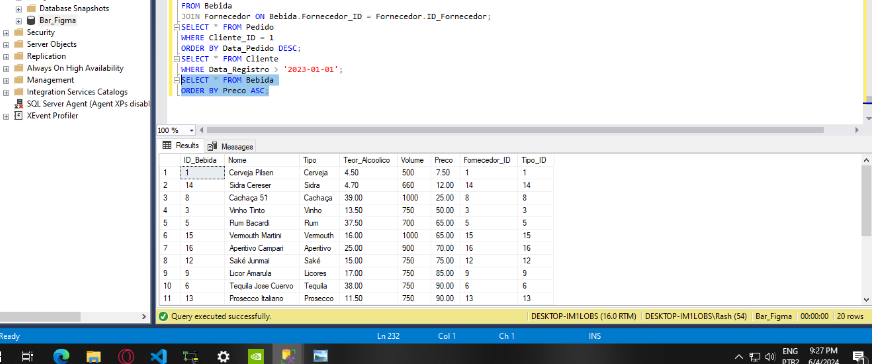 Database Snapshots
Bar_Figma
Security
Server Objects
Replication
Always On High Availability
Management
Integration Services Catalogs
SQL Server Agent (Agent XPs disabl
XEvent Profiler
FROM Bebida
JOIN Fornecedor ON Bebida.Fornecedor_ID = Fornecedor.ID_Fornecedor;
SELECT * FROM Pedido
WHERE Cliente_ID = 1
ORDER BY Data_Pedido DESC;
SELECT * FROM Cliente
WHERE Data_Registro > '2023-01-01';
SELECT * FROM Bebida
ORDER BY Preco ASC;
100 %
Results Messages
ID_Bebida Nome Tipo Teor_Alcoolico Volume Preco Fornecedor_ID Tipo_ID
1 1 Cerveja Pilsen Cerveja 4.50 500 7.50 1 1
2 14 Sidra Cereser Sidra 4.70 660 12.00 14 14
3 8 Cachaça 51 Cachaça 39.00 1000 25.00 8 8
4 3 Vinho Tinto Vinho 13.50 750 50.00 3 3
5 5 Rum Bacardi Rum 37.50 700 65.00 5 5
6 15 Vermouth Martini Vermouth 16.00 1000 65.00 15 15
7 16 Aperitivo Campari Aperitivo 25.00 900 70.00 16 16
8 12 Saké Junmai Saké 15.00 750 75.00 12 12
9 9 Licor Amarula Licores 17.00 750 85.00 9 9
10 6 Tequila Jose Cuervo Tequila 38.00 750 90.00 6 6
11 13 Prosecco Italiano Prosecco 11.50 750 90.00 13 13
Query executed successfully. DESKTOP-IM1LOBS (16.0 RTM) DESKTOP-IM1LOBS\Rash (54) Bar_Figma 00:00:00 20 rows
Ready Ln 232 Col 1 Ch 1 INS
ENG 9:27 PM
PTB2 6/4/2024